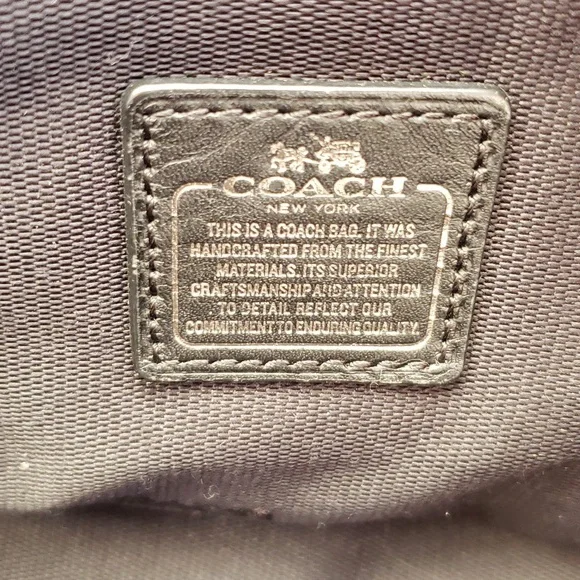 COACH
NEW YORK
THIS IS A COACH BAG. IT WAS
HANDCRAFTED FROM THE FINEST
MATERIALS. ITS SUPERIOR
CRAFTSMANSHIP AND ATTENTION
TO DETAIL REFLECT OUR
COMMITMENT TO ENDURING QUALITY.